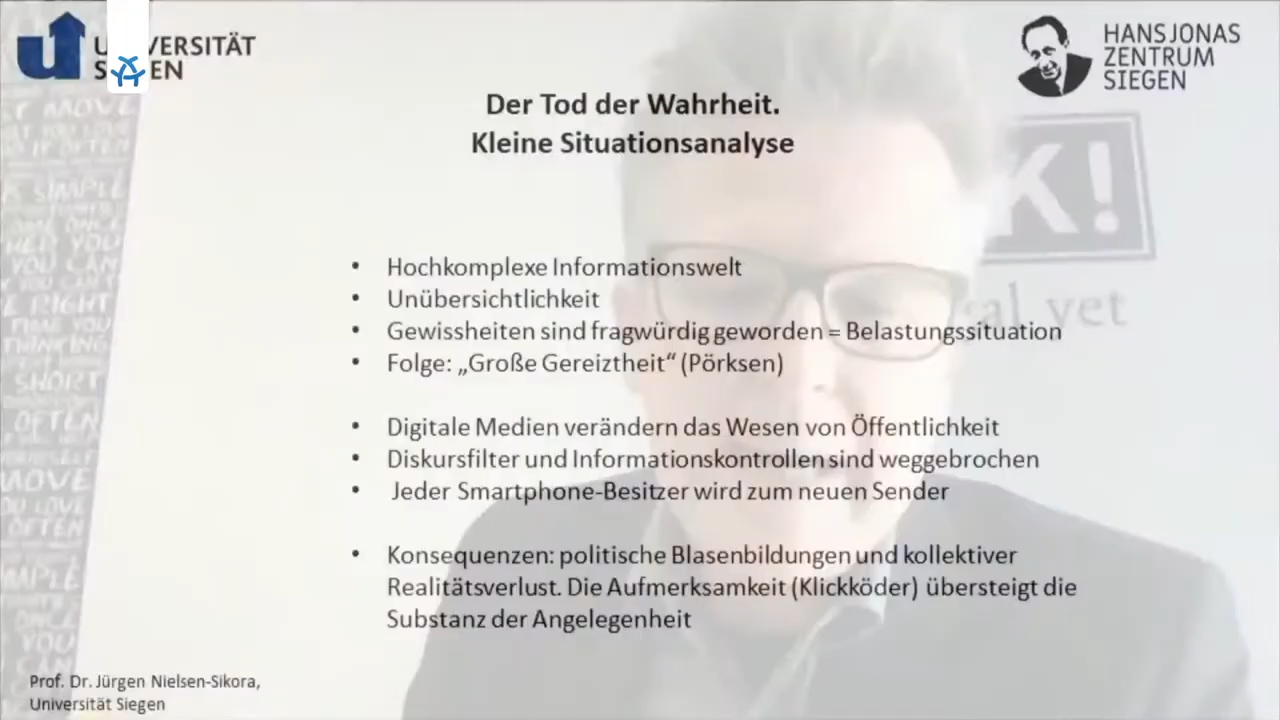 UNIVERSITÄT
SIEGEN
HANS JONAS
ZENTRUM
SIEGEN
Der Tod der Wahrheit.
Kleine Situationsanalyse
K!
yet
• Hochkomplexe Informationswelt
• Unübersichtlichkeit
• Gewissheiten sind fragwürdig geworden = Belastungssituation
• Folge: „Große Gereiztheit“ (Pörksen)
• Digitale Medien verändern das Wesen von Öffentlichkeit
• Diskursfilter und Informationskontrollen sind weggebrochen
• Jeder Smartphone-Besitzer wird zum neuen Sender
• Konsequenzen: politische Blasenbildungen und kollektiver
Realitätsverlust. Die Aufmerksamkeit (Klickköder) übersteigt die
Substanz der Angelegenheit
Prof. Dr. Jürgen Nielsen-Sikora,
Universität Siegen